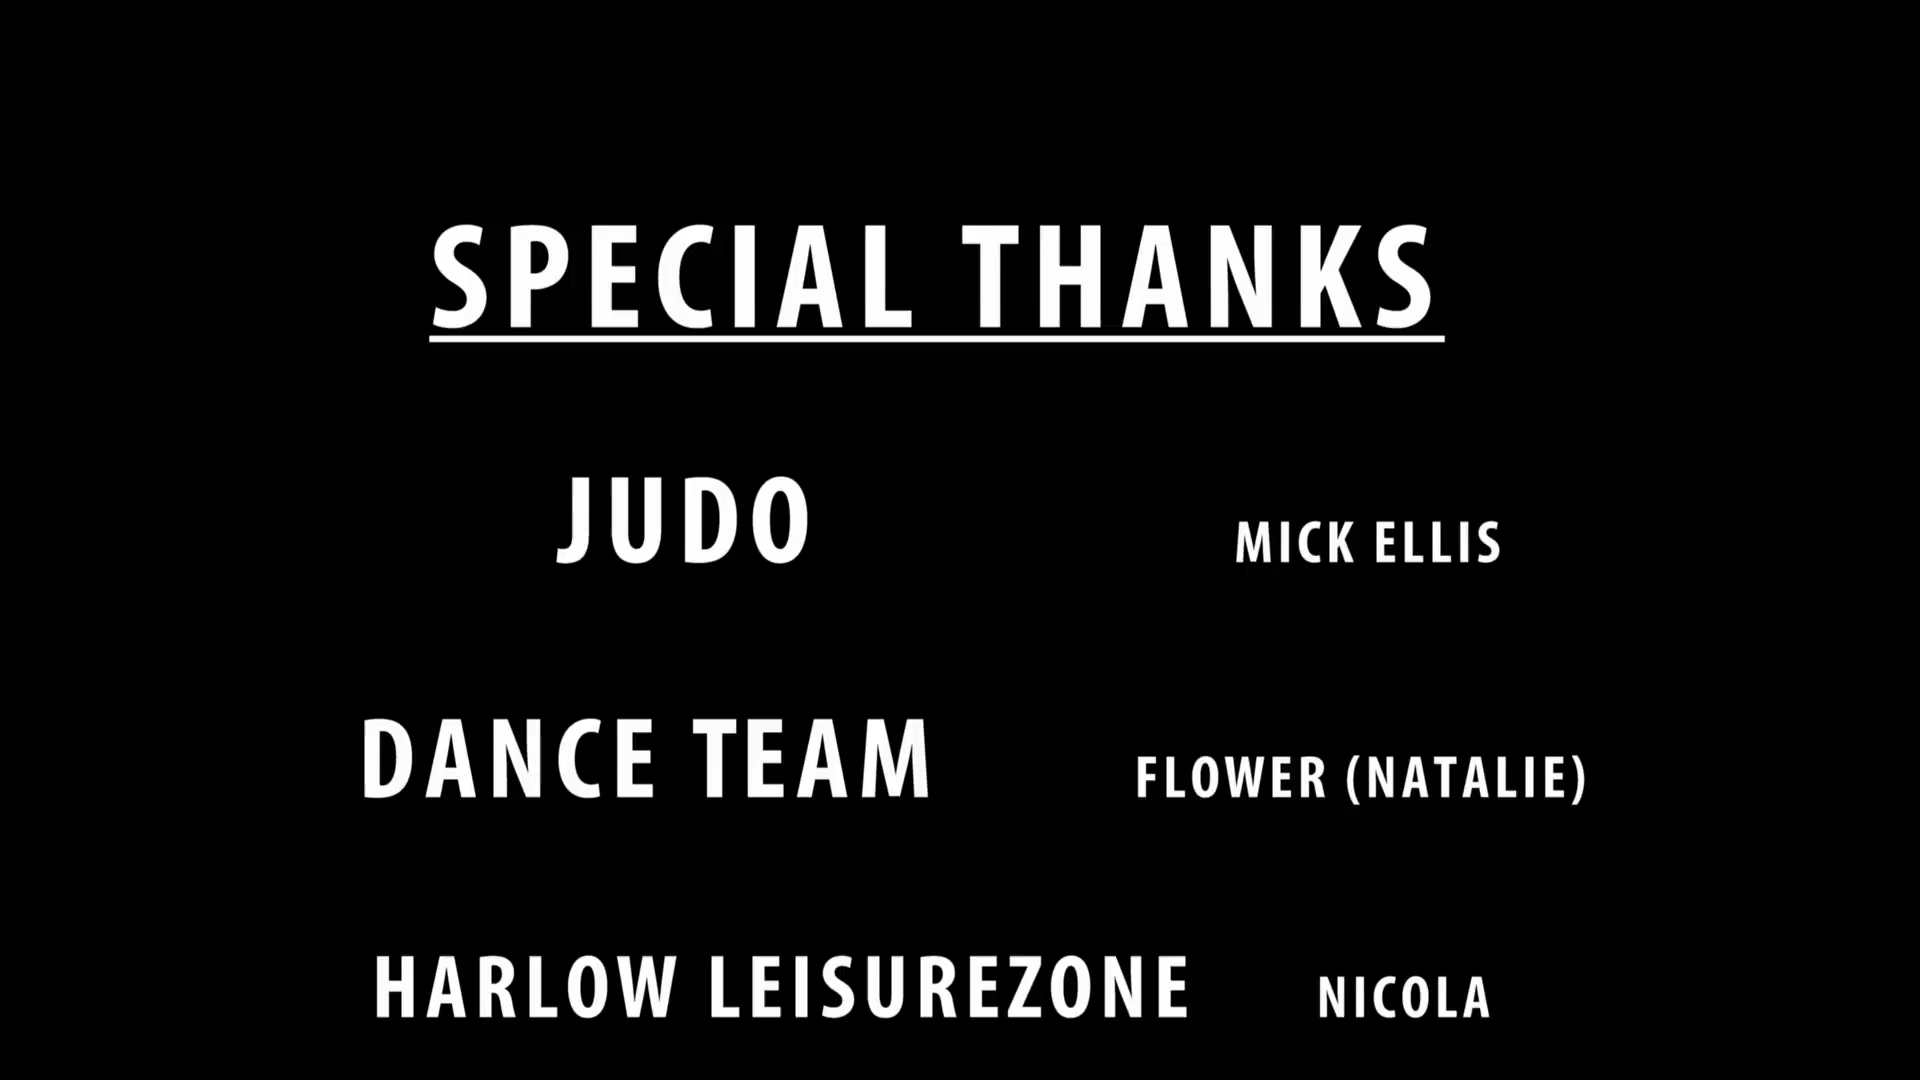 SPECIAL THANKS
JUDO MICK ELLIS
DANCE TEAM FLOWER (NATALIE)
HARLOW LEISUREZONE NICOLA